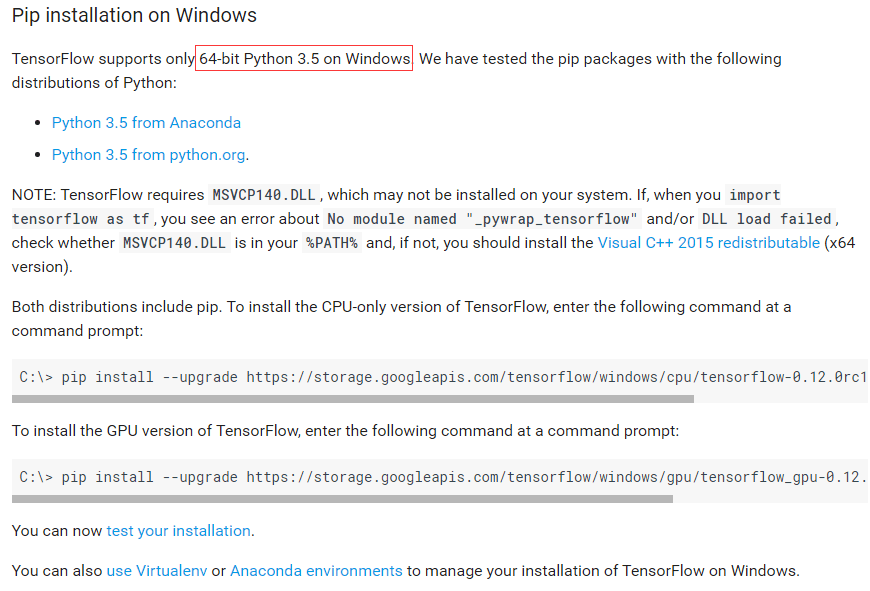 Pip installation on Windows
TensorFlow supports only 64-bit Python 3.5 on Windows. We have tested the pip packages with the following
distributions of Python:
• Python 3.5 from Anaconda
• Python 3.5 from python.org.
NOTE: TensorFlow requires MSVCP140.DLL, which may not be installed on your system. If, when you import
tensorflow as tf, you see an error about No module named "_pywrap_tensorflow" and/or DLL load failed,
check whether MSVCP140.DLL is in your %PATH% and, if not, you should install the Visual C++ 2015 redistributable (x64
version).
Both distributions include pip. To install the CPU-only version of TensorFlow, enter the following command at a
command prompt:
C:\> pip install --upgrade https://storage.googleapis.com/tensorflow/windows/cpu/tensorflow-0.12.0rc1
To install the GPU version of TensorFlow, enter the following command at a command prompt:
C:\> pip install --upgrade https://storage.googleapis.com/tensorflow/windows/gpu/tensorflow_gpu-0.12.
You can now test your installation.
You can also use Virtualenv or Anaconda environments to manage your installation of TensorFlow on Windows.